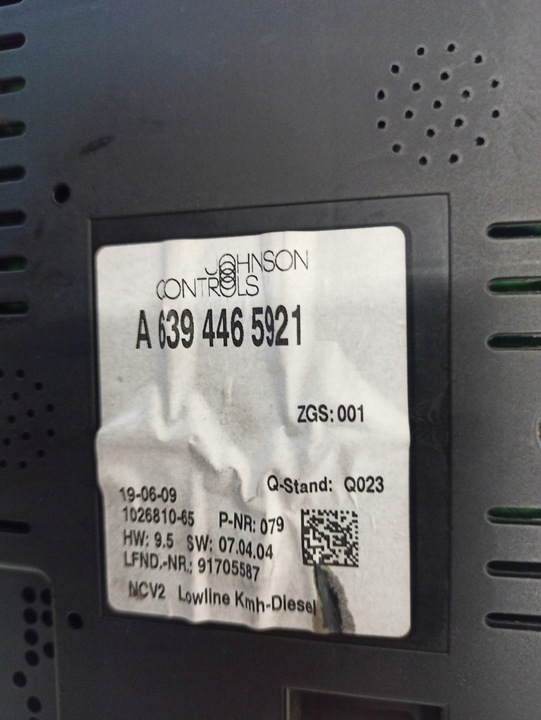 JOHNSON
CONTROLS
A 639 446 5921
ZGS: 001
Q-Stand: Q023
19-06-09
1026810-65 P-NR: 079
HW: 9.5 SW: 07.04.04
LFND.-NR.: 91705587
NCV2 Lowline Kmh-Diesel